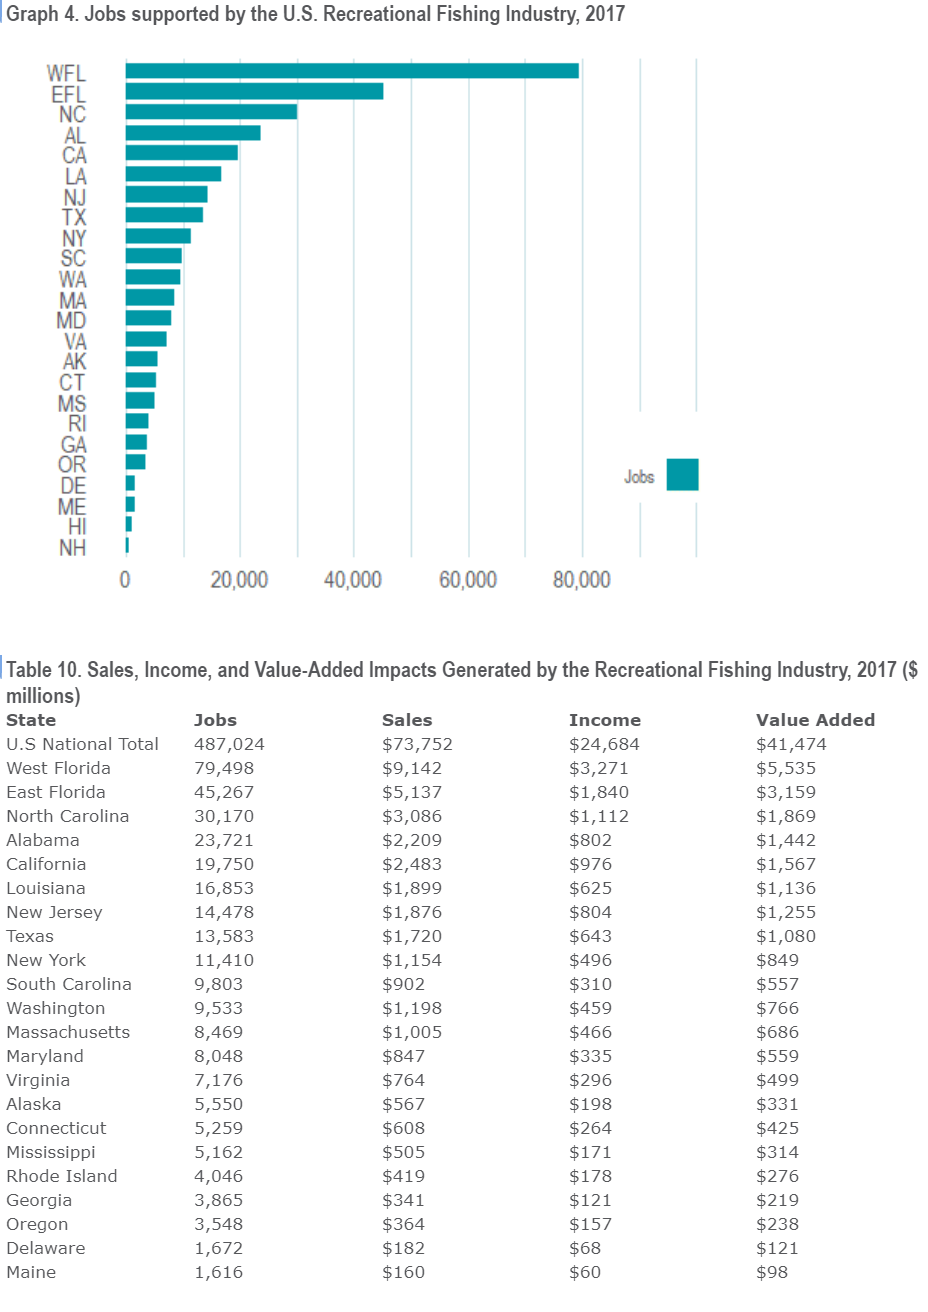 Graph 4. Jobs supported by the U.S. Recreational Fishing Industry, 2017
WFL
EFL
NC
AL
CA
LA
NJ
TX
NY
SC
WA
MA
MD
VA
AK
CT
MS
RI
GA
OR
DE
ME
HI
NH
Jobs
0 20,000 40,000 60,000 80,000
Table 10. Sales, Income, and Value-Added Impacts Generated by the Recreational Fishing Industry, 2017 ($
millions)
State Jobs Sales Income Value Added
U.S National Total 487,024 $73,752 $24,684 $41,474
West Florida 79,498 $9,142 $3,271 $5,535
East Florida 45,267 $5,137 $1,840 $3,159
North Carolina 30,170 $3,086 $1,112 $1,869
Alabama 23,721 $2,209 $802 $1,442
California 19,750 $2,483 $976 $1,567
Louisiana 16,853 $1,899 $625 $1,136
New Jersey 14,478 $1,876 $804 $1,255
Texas 13,583 $1,720 $643 $1,080
New York 11,410 $1,154 $496 $849
South Carolina 9,803 $902 $310 $557
Washington 9,533 $1,198 $459 $766
Massachusetts 8,469 $1,005 $466 $686
Maryland 8,048 $847 $335 $559
Virginia 7,176 $764 $296 $499
Alaska 5,550 $567 $198 $331
Connecticut 5,259 $608 $264 $425
Mississippi 5,162 $505 $171 $314
Rhode Island 4,046 $419 $178 $276
Georgia 3,865 $341 $121 $219
Oregon 3,548 $364 $157 $238
Delaware 1,672 $182 $68 $121
Maine 1,616 $160 $60 $98